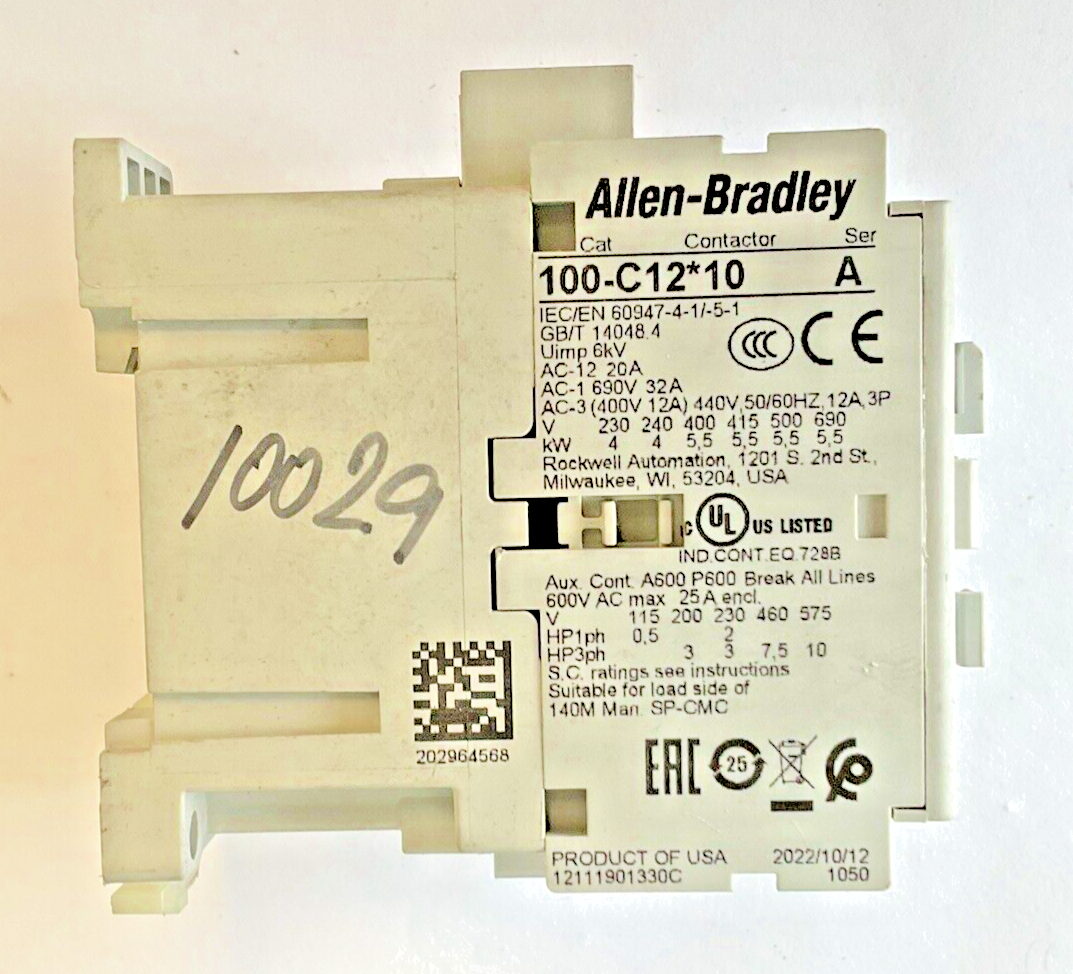 Allen-Bradley
Cat Contactor Ser
100-C12*10 A
IEC/EN 60947-4-1/-5-1
GB/T 14048.4
Uimp 6kV
CCC CE
AC-12 20A
AC-1 690V 32A
AC-3 (400V 12A) 440V,50/60HZ,12A,3P
V 230 240 400 415 500 690
kW 4 4 5,5 5,5 5,5 5,5
Rockwell Automation, 1201 S. 2nd St.,
Milwaukee, WI, 53204, USA
10029
C UL US LISTED
IND.CONT.EQ.728B
Aux. Cont. A600 P600 Break All Lines
600V AC max 25A encl.
V 115 200 230 460 575
HP1ph 0,5 2
HP3ph 3 3 7,5 10
S.C. ratings see instructions
Suitable for load side of
140M Man. SP-CMC
202964568
EAC 25
PRODUCT OF USA 2022/10/12
12111901330C 1050